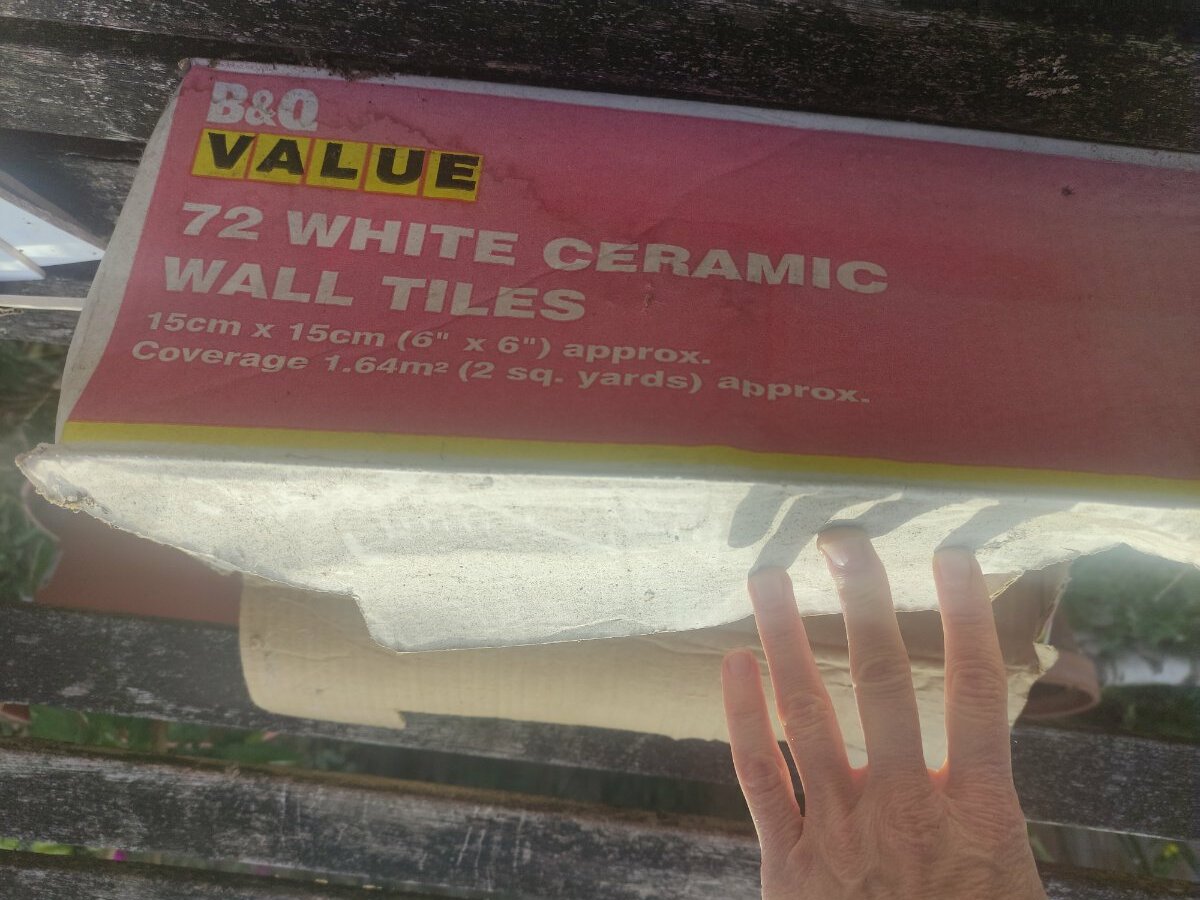 B&Q
VALUE
72 WHITE CERAMIC
WALL TILES
15cm x 15cm (6" x 6") approx.
Coverage 1.64m² (2 sq. yards) approx.